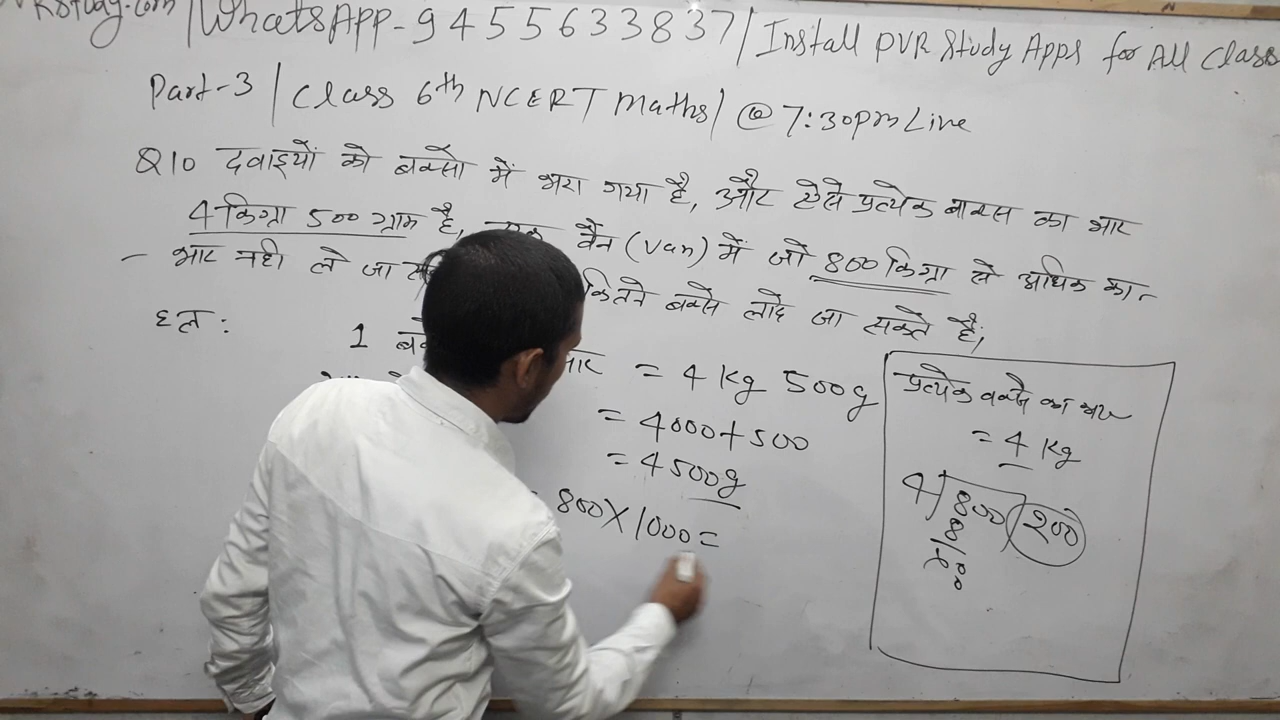 RStudy.com | WhatsApp-9455633837 | Install PVR Study Apps for All Class
Part-3 | Class 6th NCERT Maths | @ 7:30pm Live
Q10 दवाइयों को बक्सों में भरा गया है, और ऐसे प्रत्येक बाक्स का भार
4 किग्रा 500 ग्राम है, वैन (Van) में जो 800 किग्रा से अधिक का
भार नही ले जा कितने बक्से लादे जा सकते हैं,
हल :
1 = 4 Kg 500g
= 4000+500
= 4500g
= 800 X 1000 =
प्रत्येक बक्से का भार
= 4 Kg
4 800 200
8